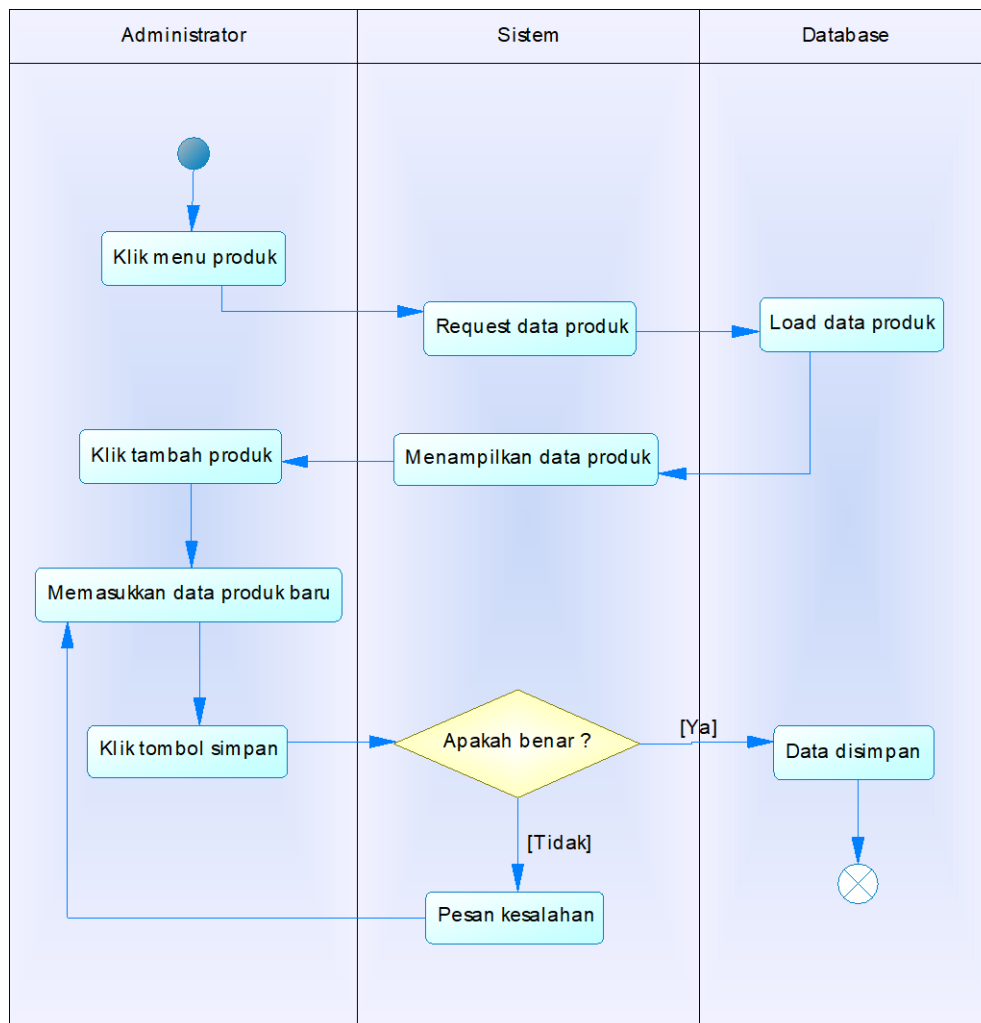 Administrator
Sistem
Database
Klik menu produk
Request data produk
Load data produk
Klik tambah produk
Menampilkan data produk
Memasukkan data produk baru
Klik tombol simpan
Apakah benar ?
[Ya]
Data disimpan
[Tidak]
Pesan kesalahan